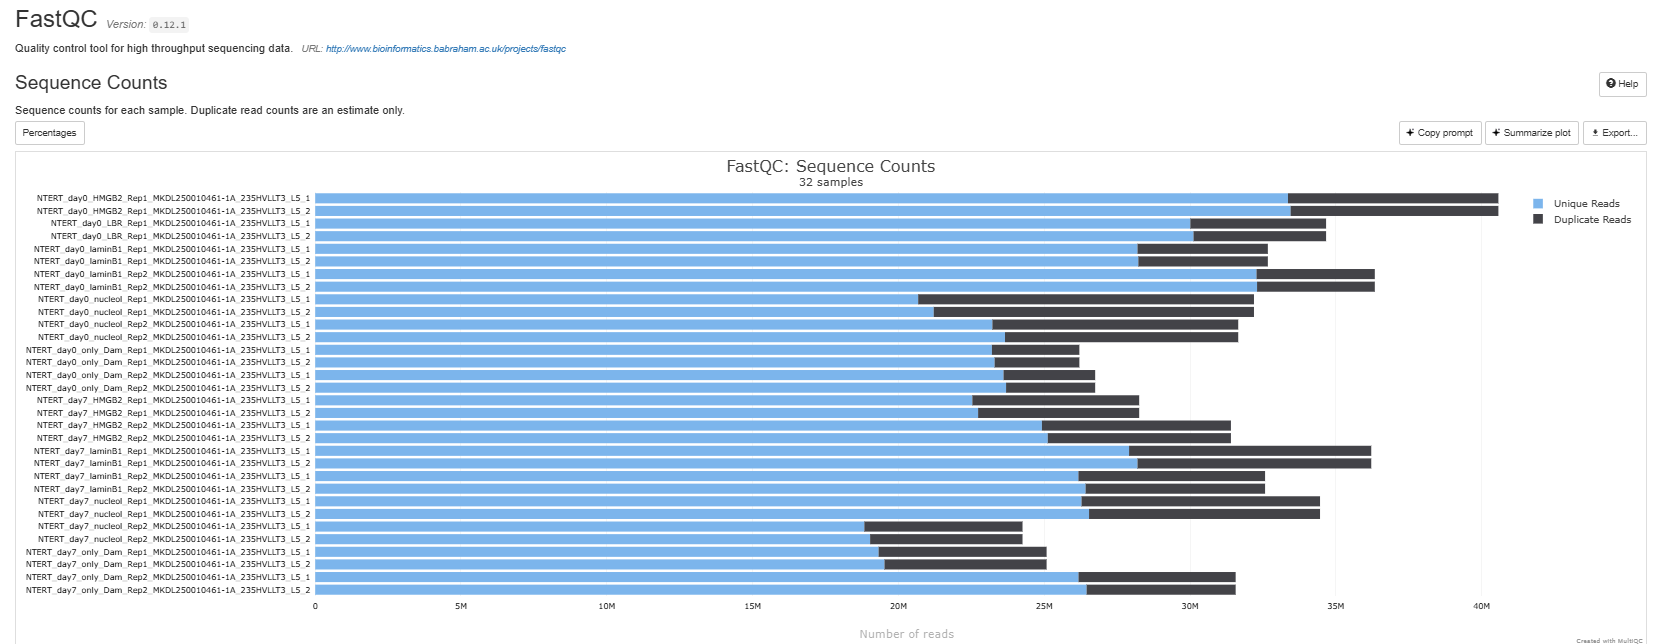 FastQC Version: 0.12.1
Quality control tool for high throughput sequencing data. URL: http://www.bioinformatics.babraham.ac.uk/projects/fastqc
Sequence Counts
Help
Sequence counts for each sample. Duplicate read counts are an estimate only.
Percentages
Copy prompt
Summarize plot
Export...
FastQC: Sequence Counts
32 samples
NTERT_day0_HMGB2_Rep1_MKDL250010461-1A_235HVLLT3_L5_1
NTERT_day0_HMGB2_Rep1_MKDL250010461-1A_235HVLLT3_L5_2
NTERT_day0_LBR_Rep1_MKDL250010461-1A_235HVLLT3_L5_1
NTERT_day0_LBR_Rep1_MKDL250010461-1A_235HVLLT3_L5_2
NTERT_day0_laminB1_Rep1_MKDL250010461-1A_235HVLLT3_L5_1
NTERT_day0_laminB1_Rep1_MKDL250010461-1A_235HVLLT3_L5_2
NTERT_day0_laminB1_Rep2_MKDL250010461-1A_235HVLLT3_L5_1
NTERT_day0_laminB1_Rep2_MKDL250010461-1A_235HVLLT3_L5_2
NTERT_day0_nucleol_Rep1_MKDL250010461-1A_235HVLLT3_L5_1
NTERT_day0_nucleol_Rep1_MKDL250010461-1A_235HVLLT3_L5_2
NTERT_day0_nucleol_Rep2_MKDL250010461-1A_235HVLLT3_L5_1
NTERT_day0_nucleol_Rep2_MKDL250010461-1A_235HVLLT3_L5_2
NTERT_day0_only_Dam_Rep1_MKDL250010461-1A_235HVLLT3_L5_1
NTERT_day0_only_Dam_Rep1_MKDL250010461-1A_235HVLLT3_L5_2
NTERT_day0_only_Dam_Rep2_MKDL250010461-1A_235HVLLT3_L5_1
NTERT_day0_only_Dam_Rep2_MKDL250010461-1A_235HVLLT3_L5_2
NTERT_day7_HMGB2_Rep1_MKDL250010461-1A_235HVLLT3_L5_1
NTERT_day7_HMGB2_Rep1_MKDL250010461-1A_235HVLLT3_L5_2
NTERT_day7_HMGB2_Rep2_MKDL250010461-1A_235HVLLT3_L5_1
NTERT_day7_HMGB2_Rep2_MKDL250010461-1A_235HVLLT3_L5_2
NTERT_day7_laminB1_Rep1_MKDL250010461-1A_235HVLLT3_L5_1
NTERT_day7_laminB1_Rep1_MKDL250010461-1A_235HVLLT3_L5_2
NTERT_day7_laminB1_Rep2_MKDL250010461-1A_235HVLLT3_L5_1
NTERT_day7_laminB1_Rep2_MKDL250010461-1A_235HVLLT3_L5_2
NTERT_day7_nucleol_Rep1_MKDL250010461-1A_235HVLLT3_L5_1
NTERT_day7_nucleol_Rep1_MKDL250010461-1A_235HVLLT3_L5_2
NTERT_day7_nucleol_Rep2_MKDL250010461-1A_235HVLLT3_L5_1
NTERT_day7_nucleol_Rep2_MKDL250010461-1A_235HVLLT3_L5_2
NTERT_day7_only_Dam_Rep1_MKDL250010461-1A_235HVLLT3_L5_1
NTERT_day7_only_Dam_Rep1_MKDL250010461-1A_235HVLLT3_L5_2
NTERT_day7_only_Dam_Rep2_MKDL250010461-1A_235HVLLT3_L5_1
NTERT_day7_only_Dam_Rep2_MKDL250010461-1A_235HVLLT3_L5_2
Unique Reads
Duplicate Reads
0 5M 10M 15M 20M 25M 30M 35M 40M
Number of reads
Created with MultiQC